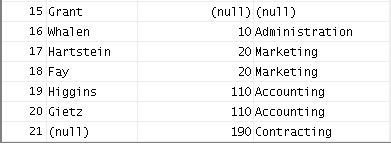 15 Grant (null) (null)
16 Whalen 10 Administration
17 Hartstein 20 Marketing
18 Fay 20 Marketing
19 Higgins 110 Accounting
20 Gietz 110 Accounting
21 (null) 190 Contracting